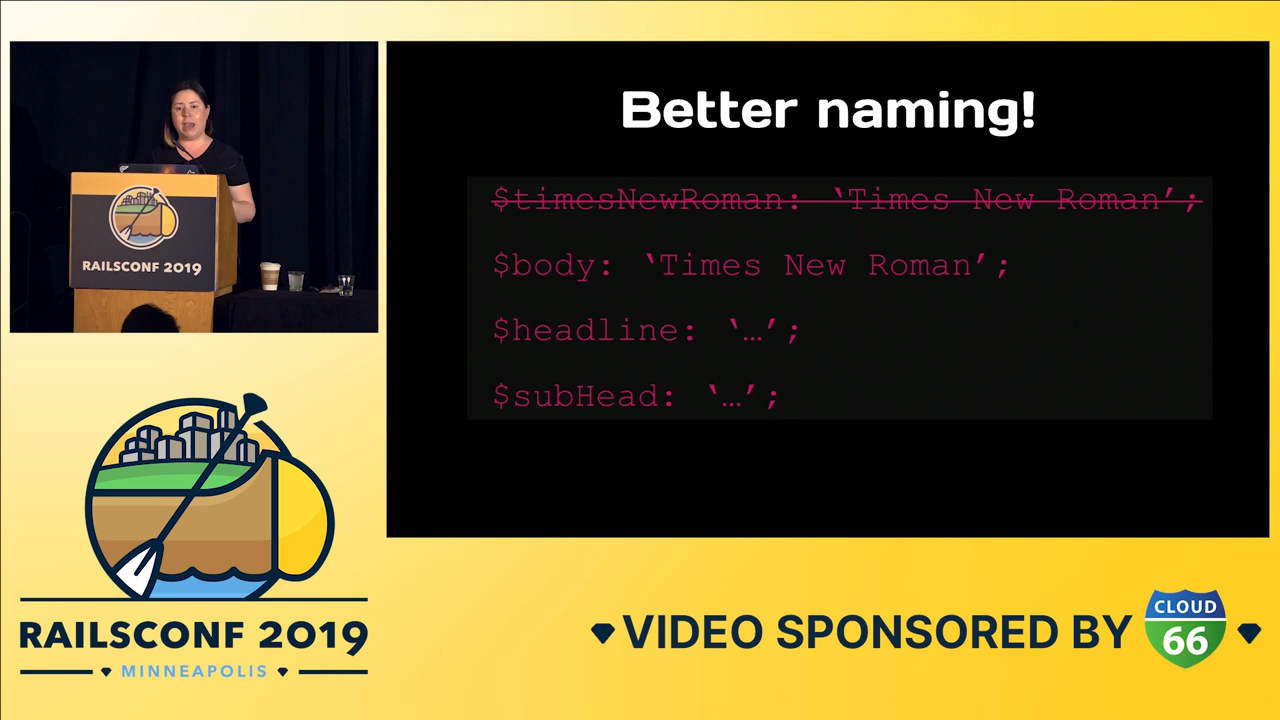 Better naming!
$timesNewRoman: ‘Times New Roman’;
$body: ‘Times New Roman’;
$headline: ‘…’;
$subHead: ‘…’;
RAILSCONF 2019
RAILSCONF 2019
MINNEAPOLIS
VIDEO SPONSORED BY
CLOUD
66